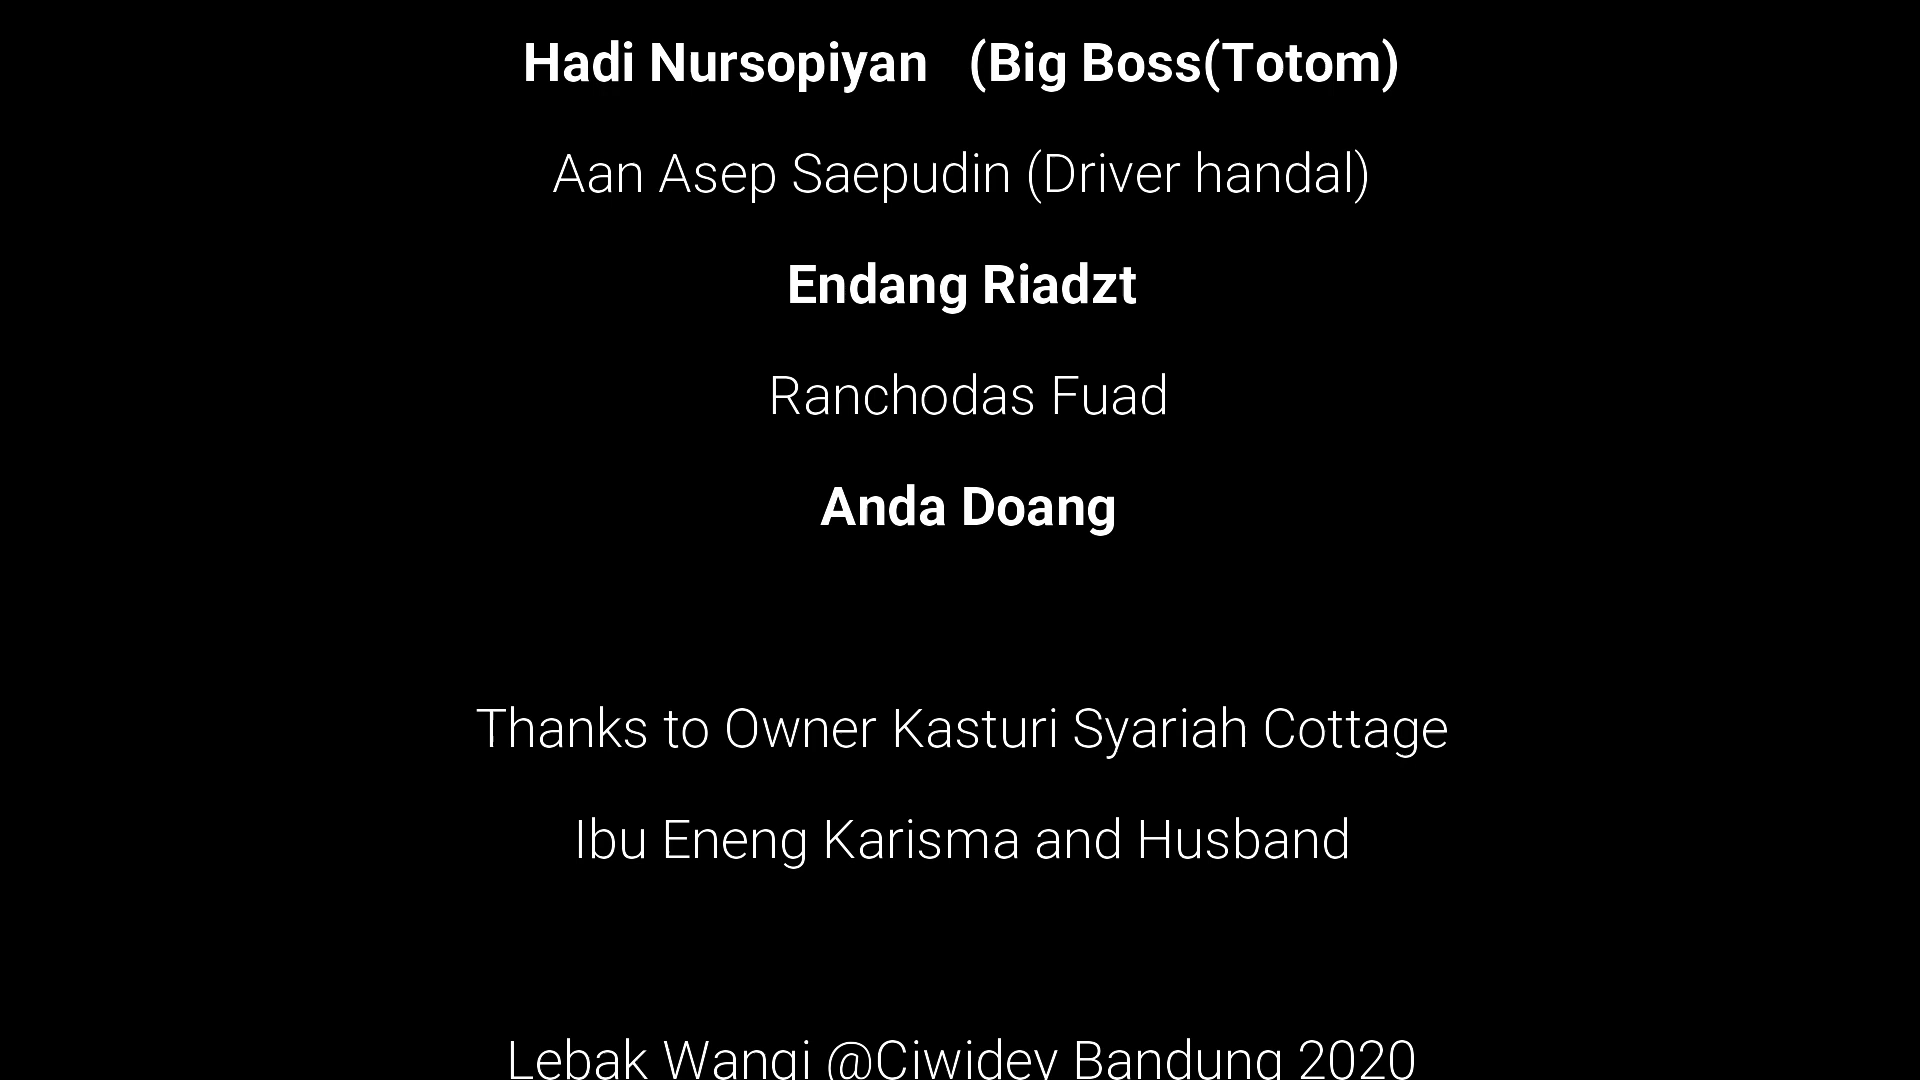 Hadi Nursopiyan   (Big Boss(Totom)
Aan Asep Saepudin (Driver handal)
Endang Riadzt
Ranchodas Fuad
Anda Doang
Thanks to Owner Kasturi Syariah Cottage
Ibu Eneng Karisma and Husband
Lebak Wangi @Ciwidey Bandung 2020